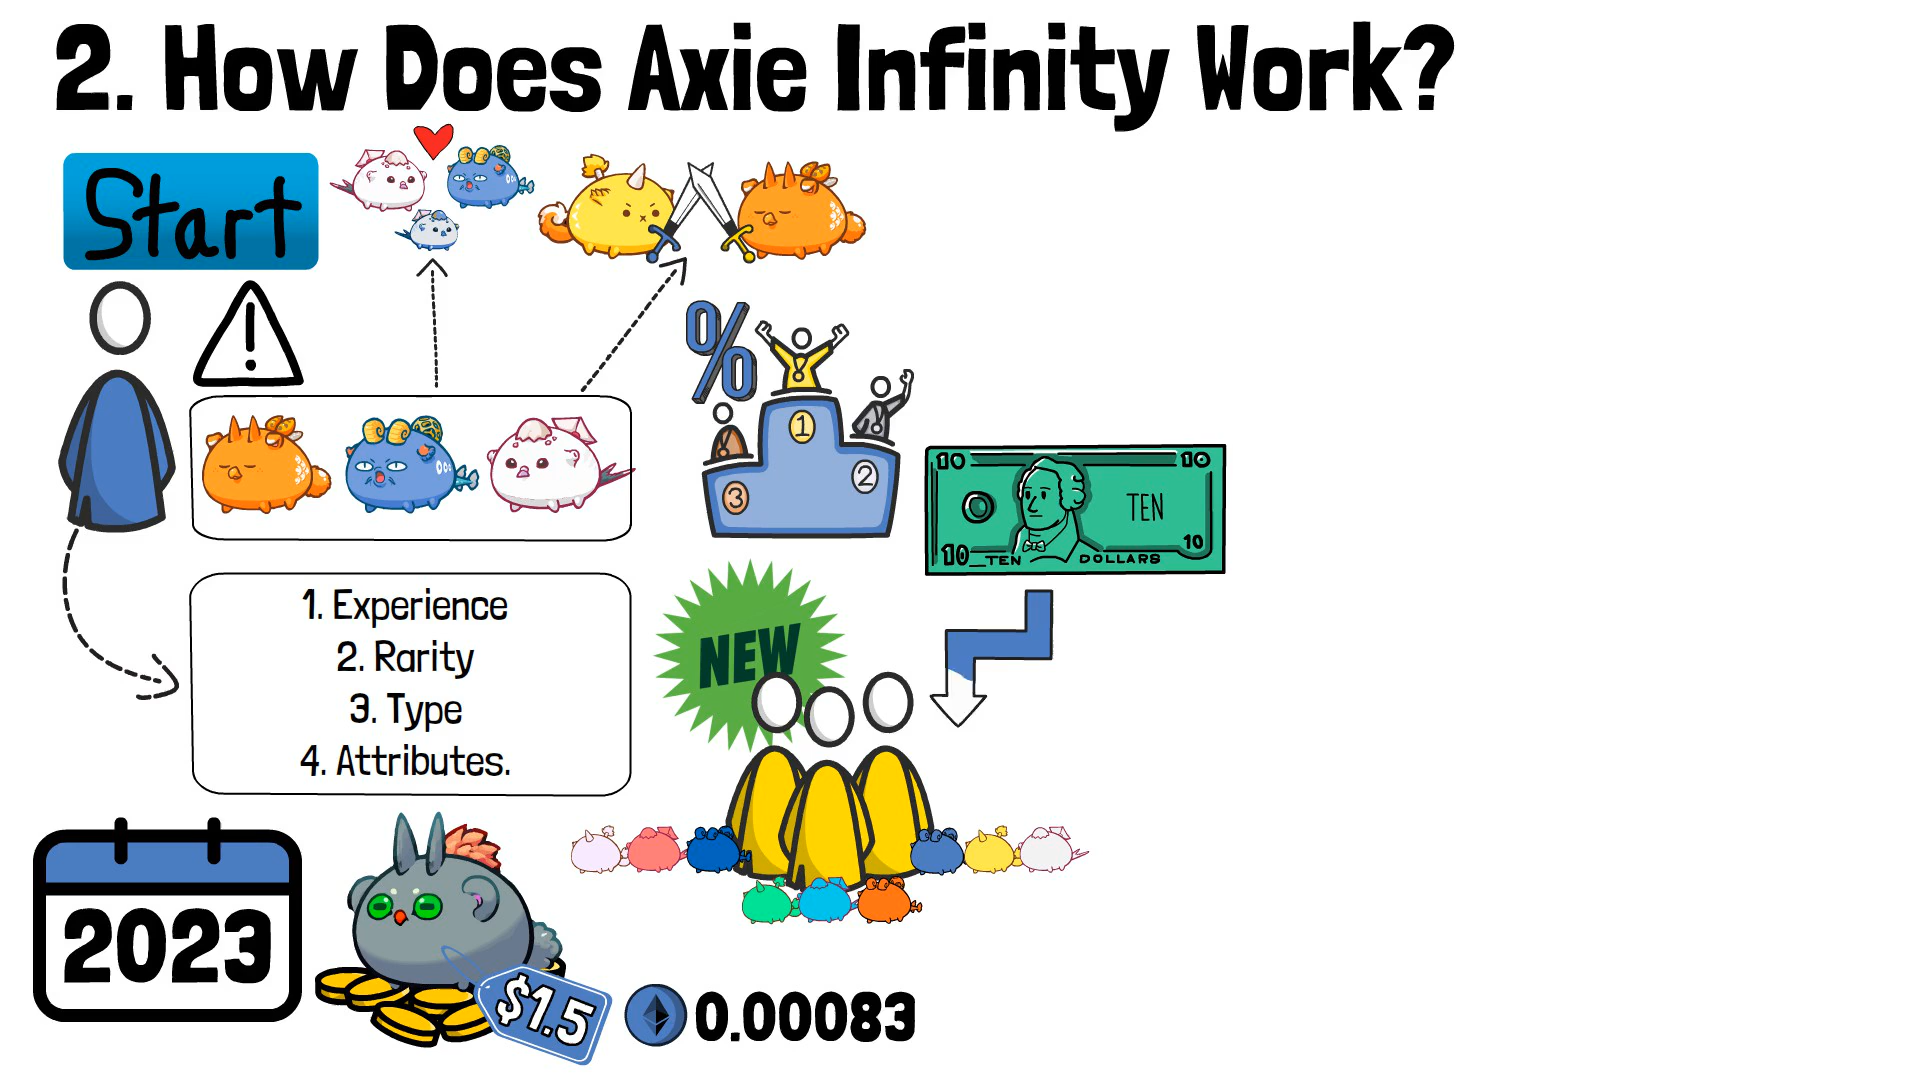 2. How Does Axie Infinity Work?
Start
%
1
2
3
10 10
TEN
10 TEN DOLLARS 10
1. Experience
2. Rarity
3. Type
4. Attributes.
NEW
2023
$1.5
0.00083